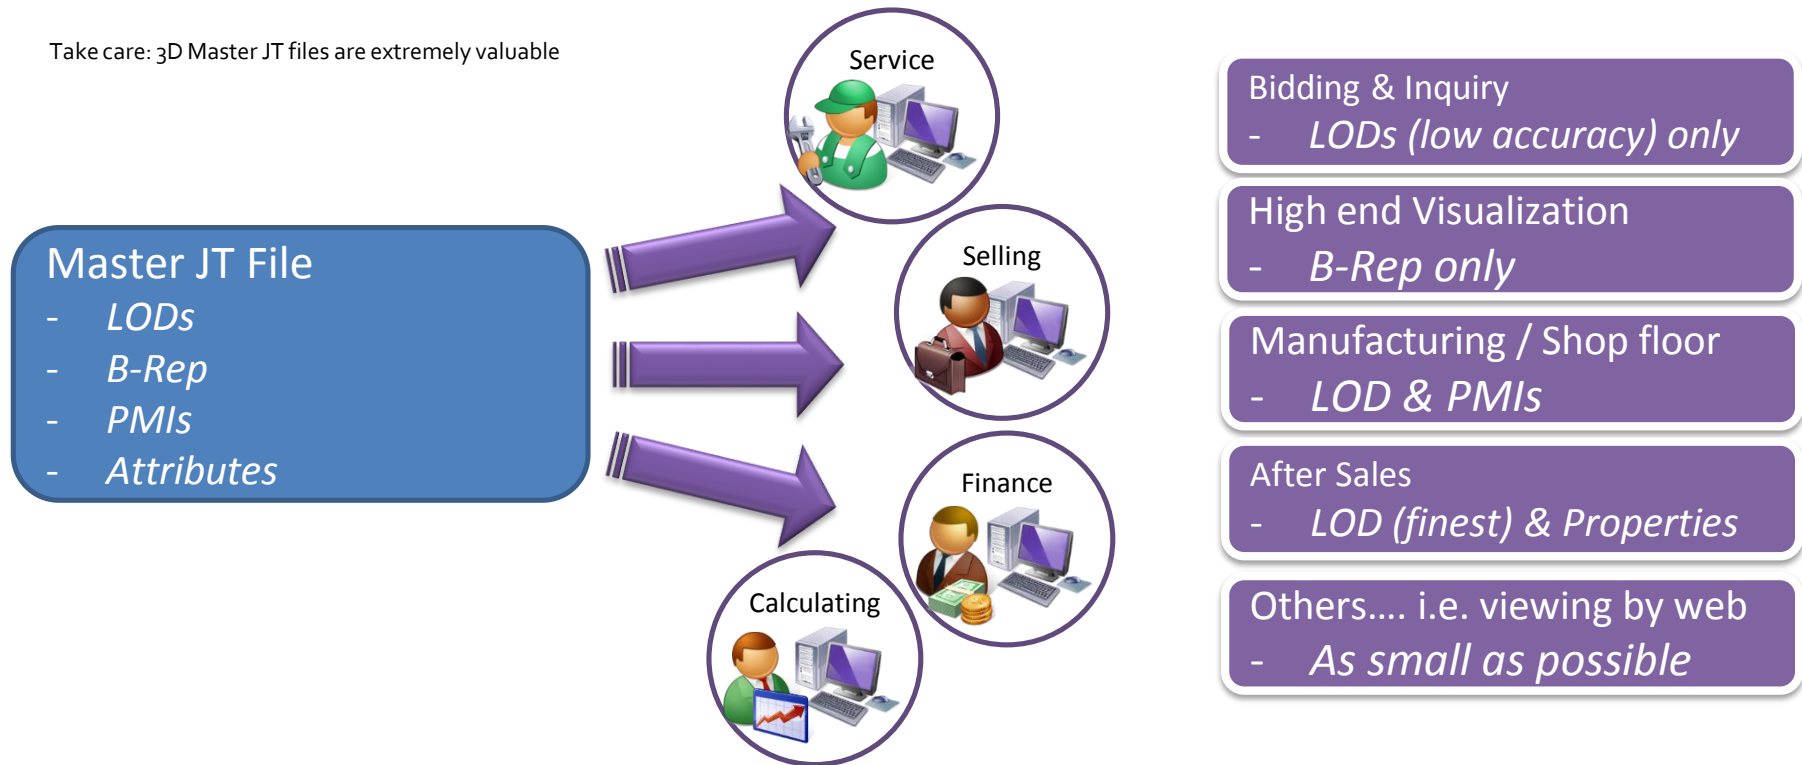 Take care: 3D Master JT files are extremely valuable
Master JT File
- LODs
- B-Rep
- PMIs
- Attributes
Service
Selling
Finance
Calculating
Bidding & Inquiry
- LODs (low accuracy) only
High end Visualization
- B-Rep only
Manufacturing / Shop floor
- LOD & PMIs
After Sales
- LOD (finest) & Properties
Others.... i.e. viewing by web
- As small as possible